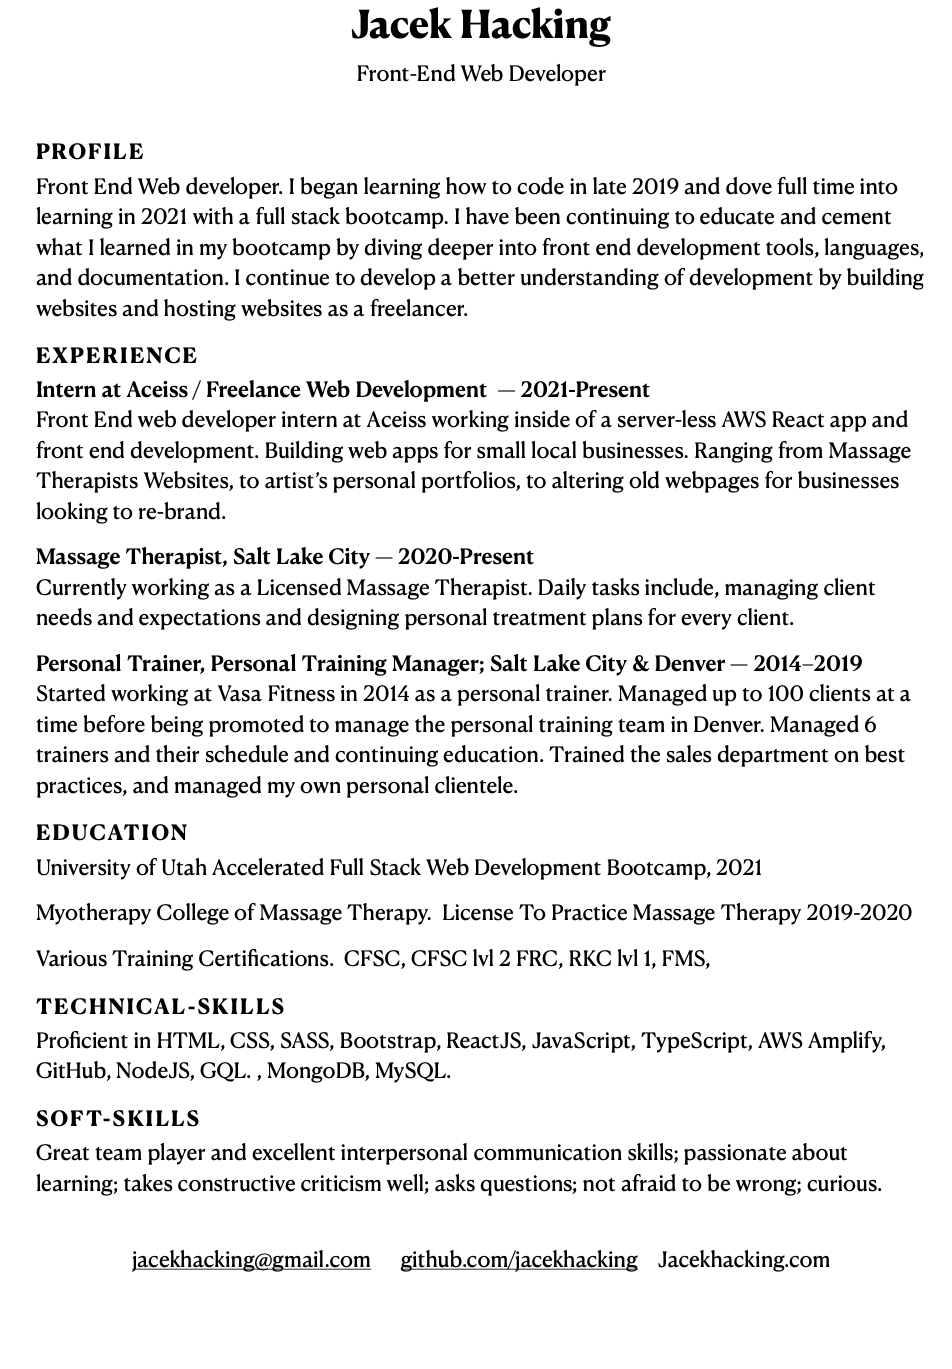 Jacek Hacking
Front-End Web Developer
PROFILE
Front End Web developer. I began learning how to code in late 2019 and dove full time into
learning in 2021 with a full stack bootcamp. I have been continuing to educate and cement
what I learned in my bootcamp by diving deeper into front end development tools, languages,
and documentation. I continue to develop a better understanding of development by building
websites and hosting websites as a freelancer.
EXPERIENCE
Intern at Aceiss / Freelance Web Development  — 2021-Present
Front End web developer intern at Aceiss working inside of a server-less AWS React app and
front end development. Building web apps for small local businesses. Ranging from Massage
Therapists Websites, to artist’s personal portfolios, to altering old webpages for businesses
looking to re-brand.
Massage Therapist, Salt Lake City — 2020-Present
Currently working as a Licensed Massage Therapist. Daily tasks include, managing client
needs and expectations and designing personal treatment plans for every client.
Personal Trainer, Personal Training Manager; Salt Lake City & Denver — 2014–2019
Started working at Vasa Fitness in 2014 as a personal trainer. Managed up to 100 clients at a
time before being promoted to manage the personal training team in Denver. Managed 6
trainers and their schedule and continuing education. Trained the sales department on best
practices, and managed my own personal clientele.
EDUCATION
University of Utah Accelerated Full Stack Web Development Bootcamp, 2021
Myotherapy College of Massage Therapy.  License To Practice Massage Therapy 2019-2020
Various Training Certifications.  CFSC, CFSC lvl 2 FRC, RKC lvl 1, FMS,
TECHNICAL-SKILLS
Proficient in HTML, CSS, SASS, Bootstrap, ReactJS, JavaScript, TypeScript, AWS Amplify,
GitHub, NodeJS, GQL. , MongoDB, MySQL.
SOFT-SKILLS
Great team player and excellent interpersonal communication skills; passionate about
learning; takes constructive criticism well; asks questions; not afraid to be wrong; curious.
jacekhacking@gmail.com github.com/jacekhacking Jacekhacking.com